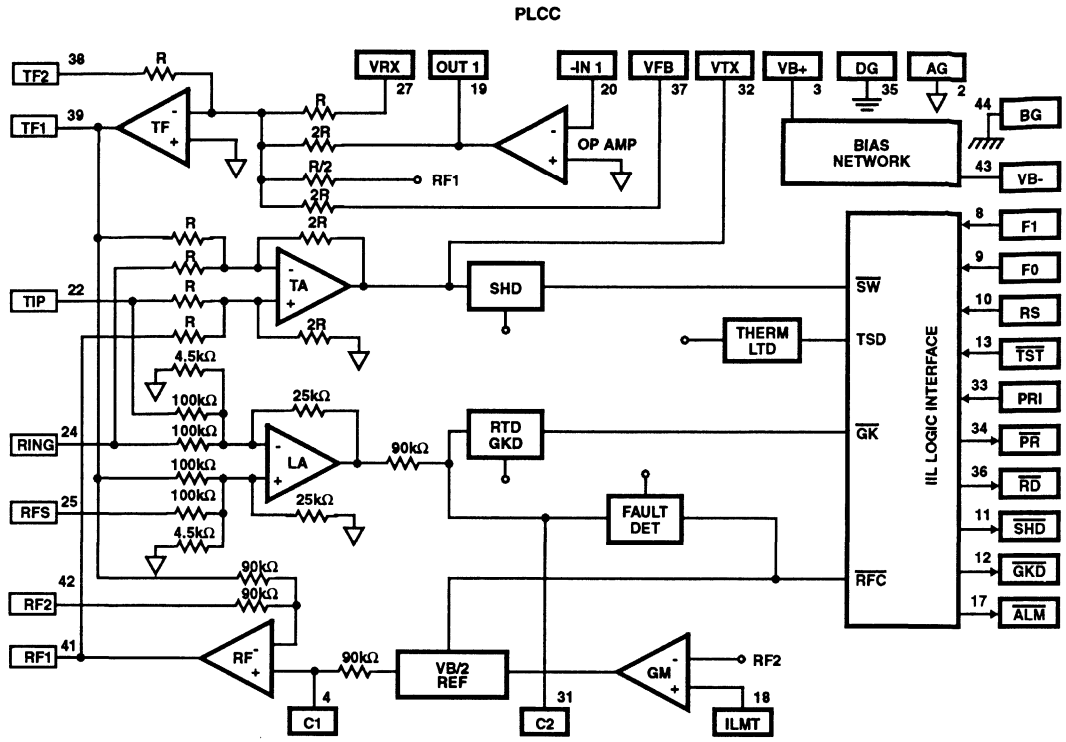 PLCC
TF2
38
R
VRX
27
OUT 1
19
-IN 1
20
VFB
37
VTX
32
VB+
3
DG
35
AG
2
44
BG
TF1
39
TF
-
+
R
2R
R/2
RF1
2R
-
+
OP AMP
BIAS
NETWORK
43
VB-
R
R
R
R
2R
TA
-
+
2R
TIP
22
SHD
THERM
LTD
SW
TSD
GK
RFC
IIL LOGIC INTERFACE
8
F1
9
F0
10
RS
13
TST
33
PRI
34
PR
36
RD
11
SHD
12
GKD
17
ALM
4.5kΩ
100kΩ
100kΩ
100kΩ
100kΩ
4.5kΩ
RING
24
25kΩ
LA
-
+
25kΩ
90kΩ
RTD
GKD
FAULT
DET
RFS
25
90kΩ
90kΩ
RF2
42
RF1
41
RF
-
+
90kΩ
4
C1
VB/2
REF
31
C2
GM
-
+
RF2
18
ILMT